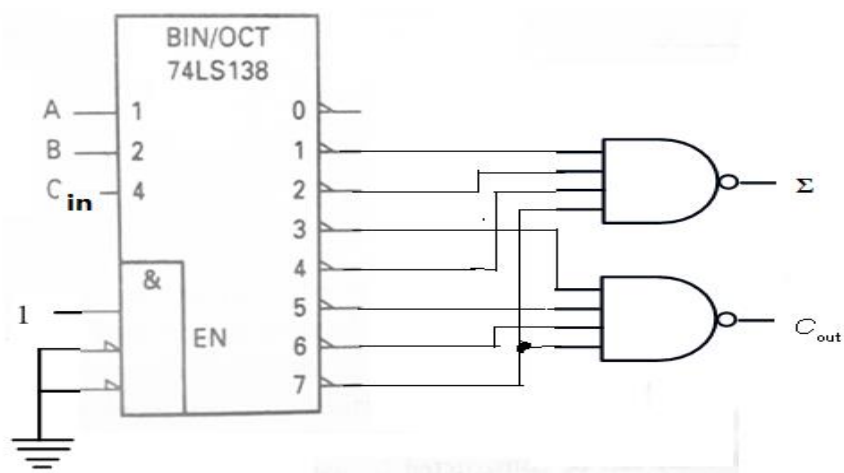 BIN/OCT
74LS138
A 1 0
B 2 1
C in 4 2
3
4
&
1 5
EN 6
7
Σ
C out